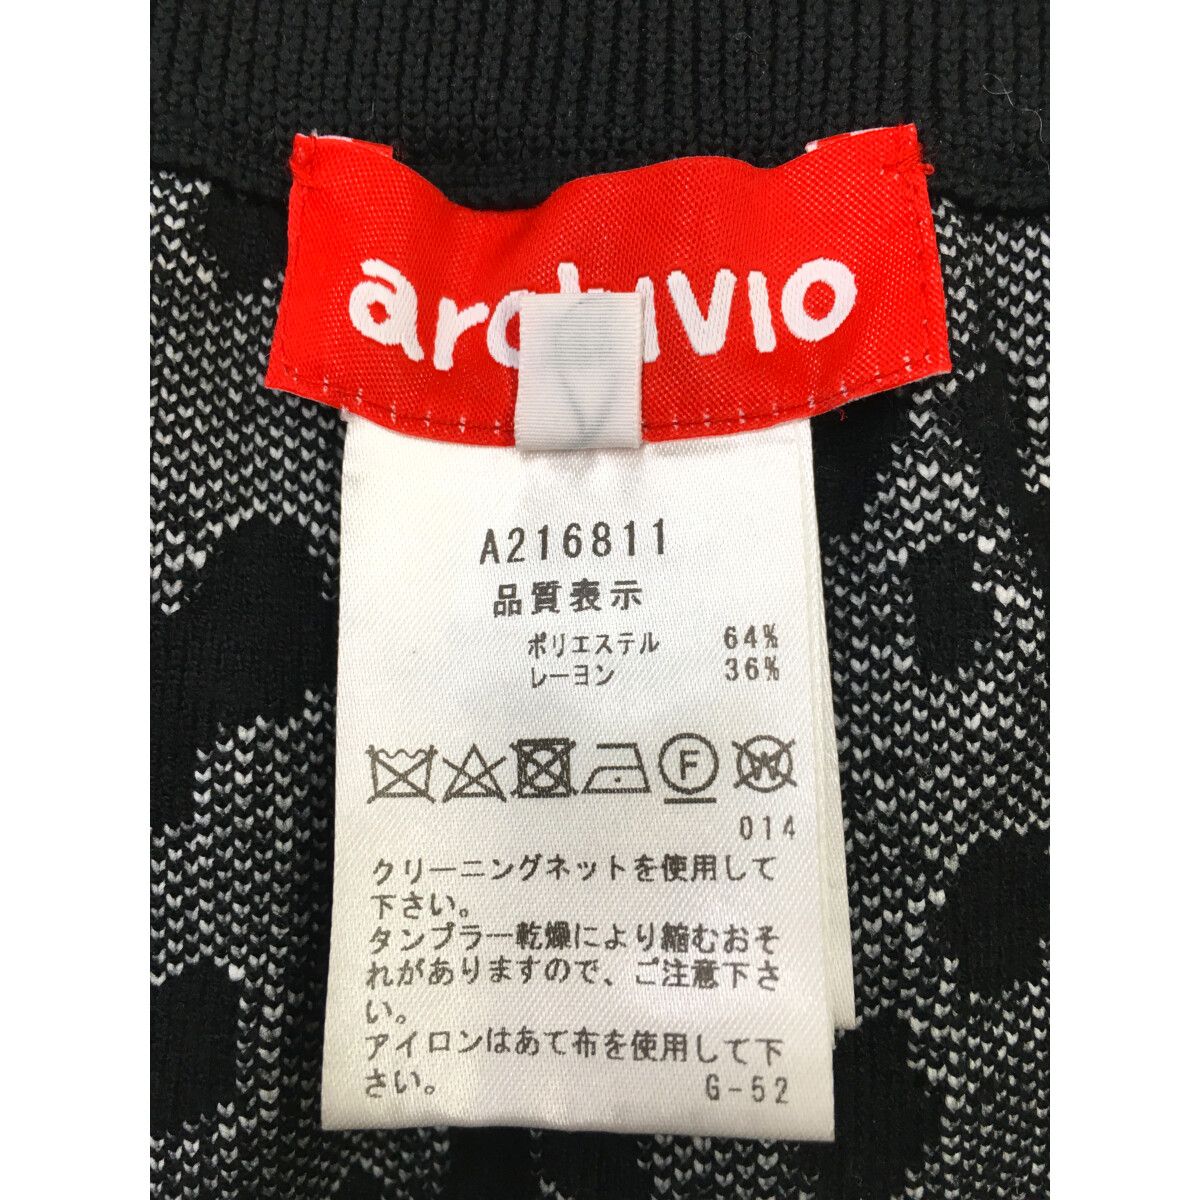 archivio
A216811
品質表示
ポリエステル 64%
レーヨン 36%
F W
014
クリーニングネットを使用して
下さい。
タンブラー乾燥により縮むおそ
れがありますので、ご注意下さ
い。
アイロンはあて布を使用して下
さい。 G-52